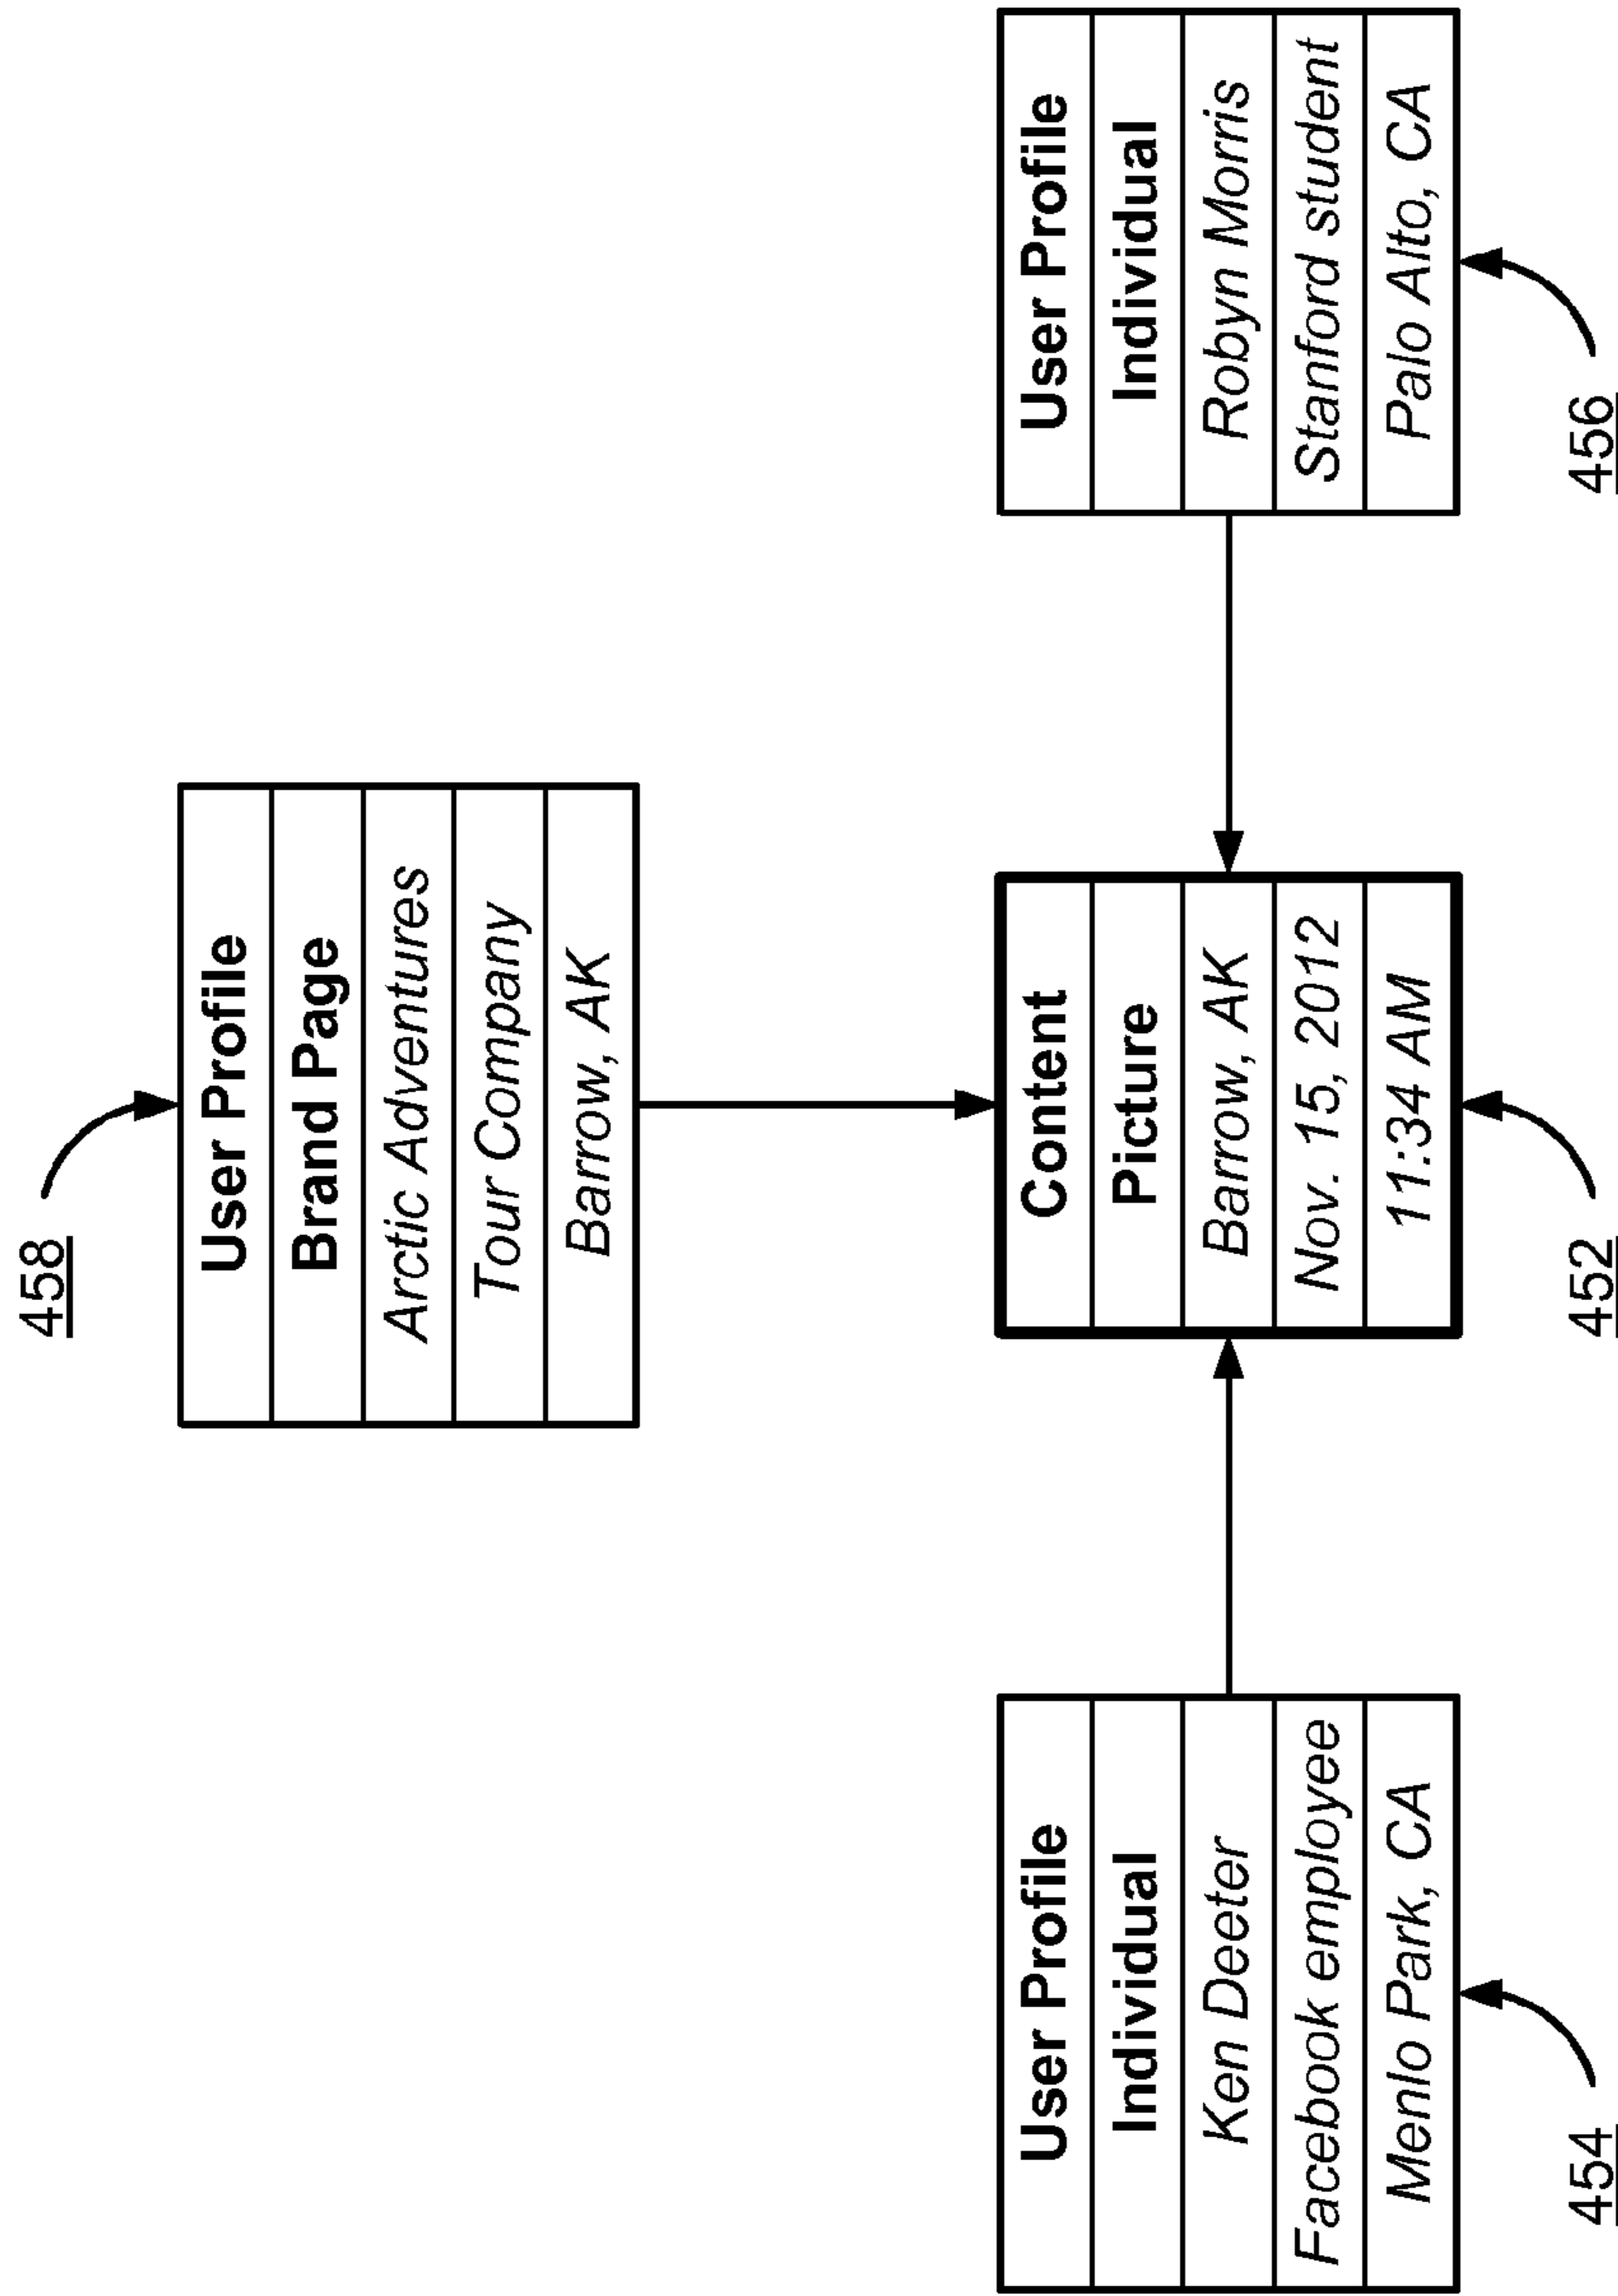 458
User Profile
Brand Page
Arctic Adventures
Tour Company
Barrow, AK
User Profile
Individual
Ken Deeter
Facebook employee
Menlo Park, CA
454
Content
Picture
Barrow, AK
Nov. 15, 2012
11:34 AM
452
User Profile
Individual
Robyn Morris
Stanford student
Palo Alto, CA
456